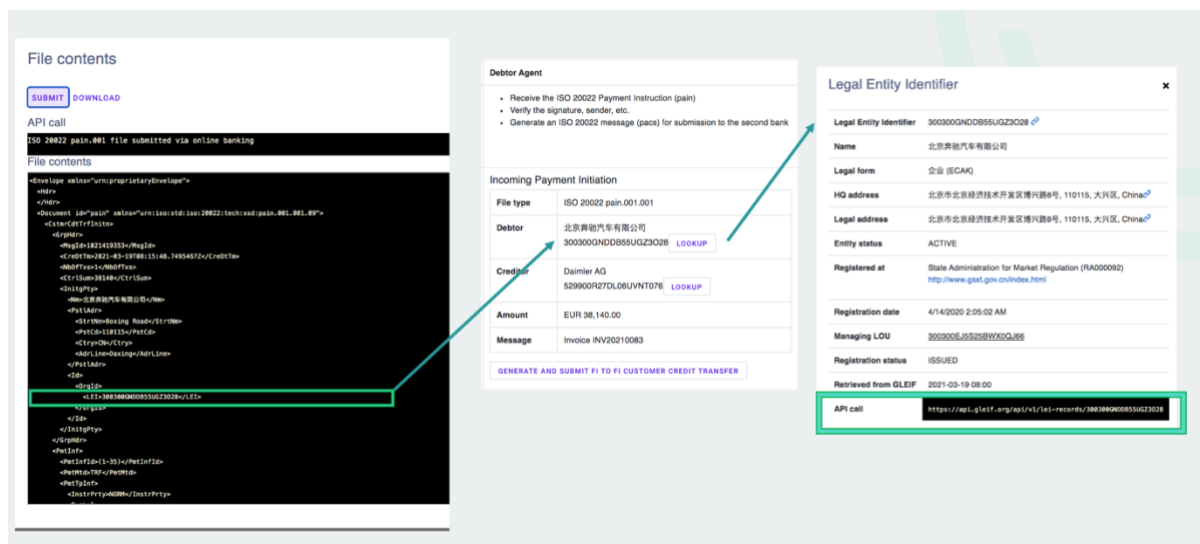 File contents
SUBMIT DOWNLOAD
API call
ISO 20022 pain.001 file submitted via online banking
File contents
<Envelope xmlns="urn:proprietaryEnvelope">
<Hdr>
</Hdr>
<Document id="pain" xmlns="urn:iso:std:iso:20022:tech:xsd:pain.001.001.09">
<CstmrCdtTrfInitn>
<GrpHdr>
<MsgId>1021419353</MsgId>
<CreDtTm>2021-03-19T08:15:48.7495467Z</CreDtTm>
<NbOfTxs>1</NbOfTxs>
<CtrlSum>38140</CtrlSum>
<InitgPty>
<Nm>北京奔驰汽车有限公司</Nm>
<PstlAdr>
<StrtNm>Boxing Road</StrtNm>
<PstCd>110115</PstCd>
<Ctry>CN</Ctry>
<AdrLine>Daxing</AdrLine>
</PstlAdr>
<Id>
<OrgId>
<LEI>300300GNDDB55UGZ3O28</LEI>
</OrgId>
</Id>
</InitgPty>
</GrpHdr>
<PmtInf>
<PmtInfId>(1-35)</PmtInfId>
<PmtMtd>TRF</PmtMtd>
<PmtTpInf>
<InstrPrty>NORM</InstrPrty>
Debtor Agent
• Receive the ISO 20022 Payment Instruction (pain)
• Verify the signature, sender, etc.
• Generate an ISO 20022 message (pacs) for submission to the second bank
Incoming Payment Initiation
File type ISO 20022 pain.001.001
Debtor 北京奔驰汽车有限公司
300300GNDDB55UGZ3O28 LOOKUP
Creditor Daimler AG
529900R27DL06UVNT076 LOOKUP
Amount EUR 38,140.00
Message Invoice INV20210083
GENERATE AND SUBMIT FI TO FI CUSTOMER CREDIT TRANSFER
Legal Entity Identifier ×
Legal Entity Identifier 300300GNDDB55UGZ3O28
Name 北京奔驰汽车有限公司
Legal form 企业 (ECAK)
HQ address 北京市北京经济技术开发区博兴路8号, 110115, 大兴区, China
Legal address 北京市北京经济技术开发区博兴路8号, 110115, 大兴区, China
Entity status ACTIVE
Registered at State Administration for Market Regulation (RA000092)
http://www.gsxt.gov.cn/index.html
Registration date 4/14/2020 2:05:02 AM
Managing LOU 300300EJ5S25BWX0QJ66
Registration status ISSUED
Retrieved from GLEIF 2021-03-19 08:00
API call https://api.gleif.org/api/v1/lei-records/300300GNDDB55UGZ3O28